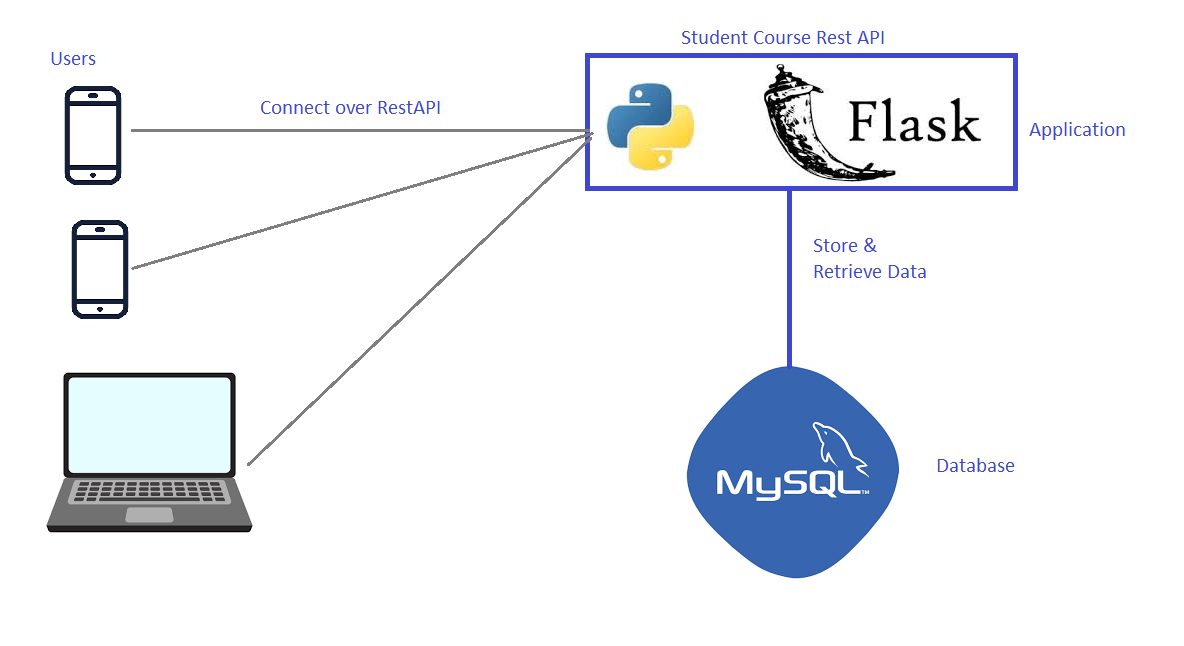 Student Course Rest API
Users
Connect over RestAPI
Flask
Application
Store &
Retrieve Data
MySQL™
Database